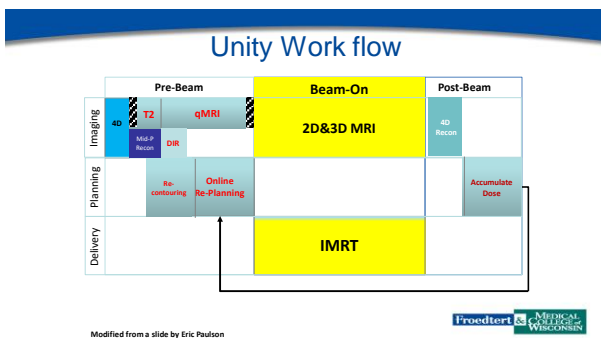 Unity Work flow
Pre-Beam
Beam-On
Post-Beam
Imaging
4D
T2
qMRI
Mid-P
Recon
DIR
2D&3D MRI
4D
Recon
Planning
Re-
contouring
Online
Re-Planning
Accumulate
Dose
Delivery
IMRT
Froedtert &
MEDICAL
COLLEGE of
WISCONSIN
Modified from a slide by Eric Paulson